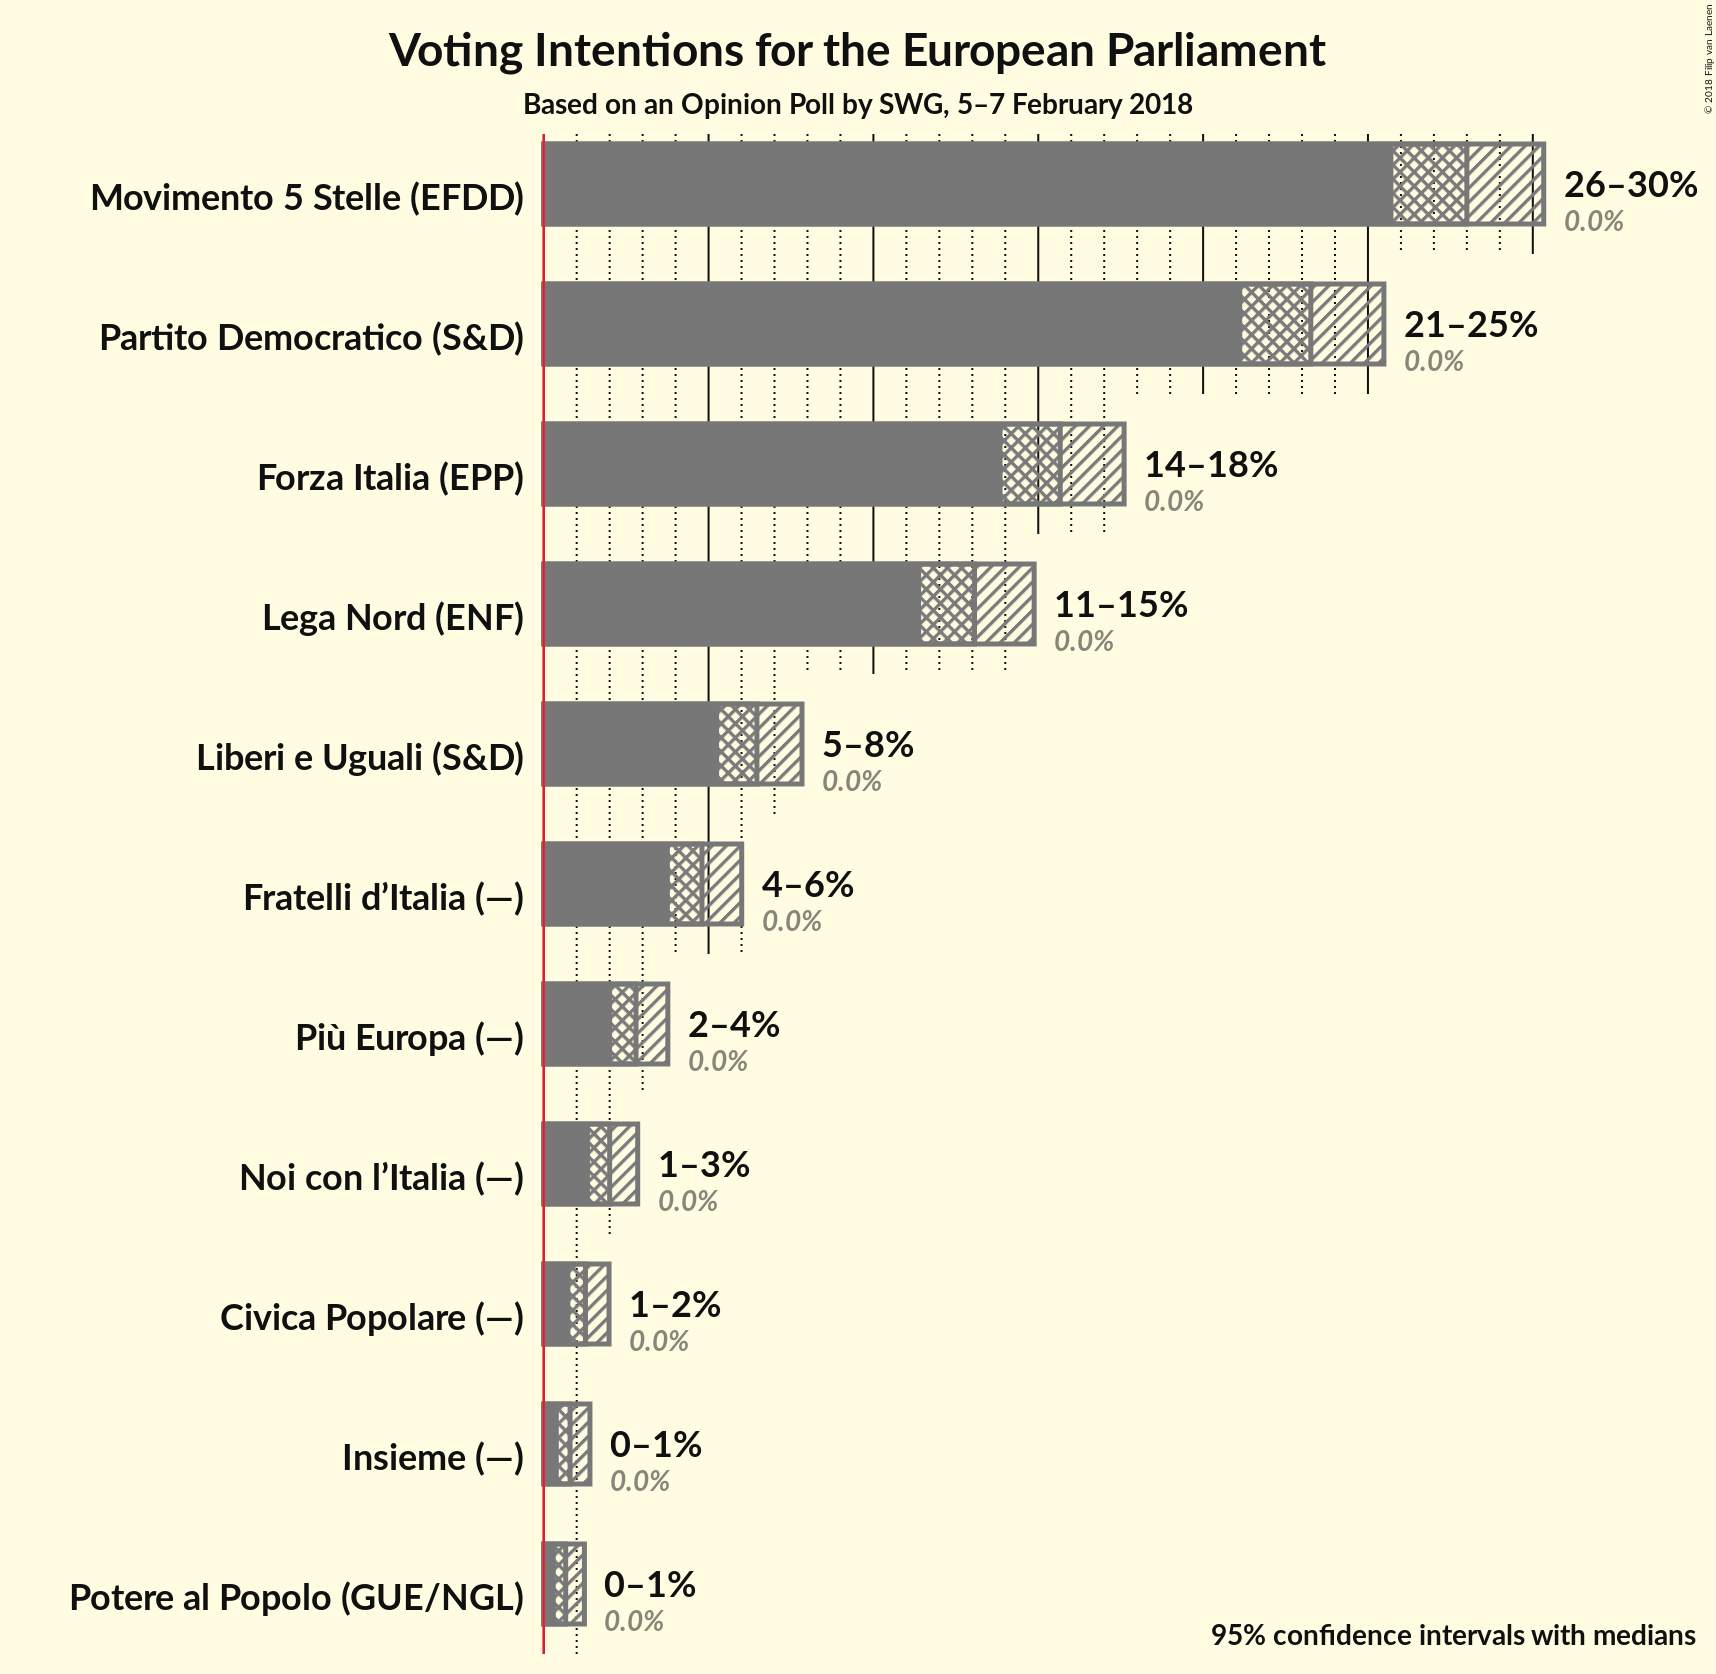 Voting Intentions for the European Parliament
Based on an Opinion Poll by SWG, 5–7 February 2018
© 2018 Filip van Laenen
Movimento 5 Stelle (EFDD)
26–30%
0.0%
Partito Democratico (S&D)
21–25%
0.0%
Forza Italia (EPP)
14–18%
0.0%
Lega Nord (ENF)
11–15%
0.0%
Liberi e Uguali (S&D)
5–8%
0.0%
Fratelli d’Italia (—)
4–6%
0.0%
Più Europa (—)
2–4%
0.0%
Noi con l’Italia (—)
1–3%
0.0%
Civica Popolare (—)
1–2%
0.0%
Insieme (—)
0–1%
0.0%
Potere al Popolo (GUE/NGL)
0–1%
0.0%
95% confidence intervals with medians